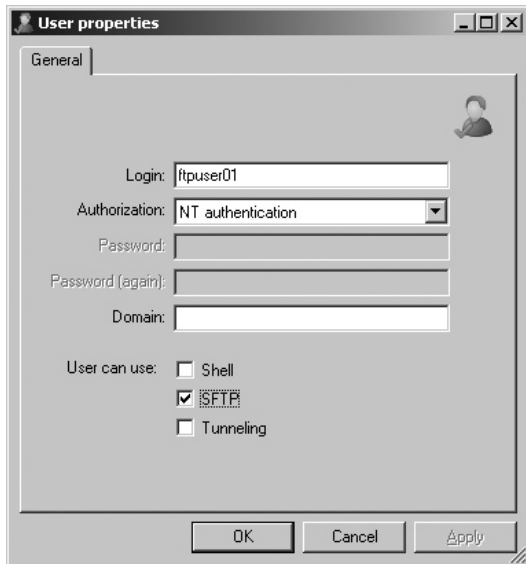 User properties
General
Login: ftpuser01
Authorization: NT authentication
Password:
Password (again):
Domain:
User can use: Shell
SFTP
Tunneling
OK Cancel Apply